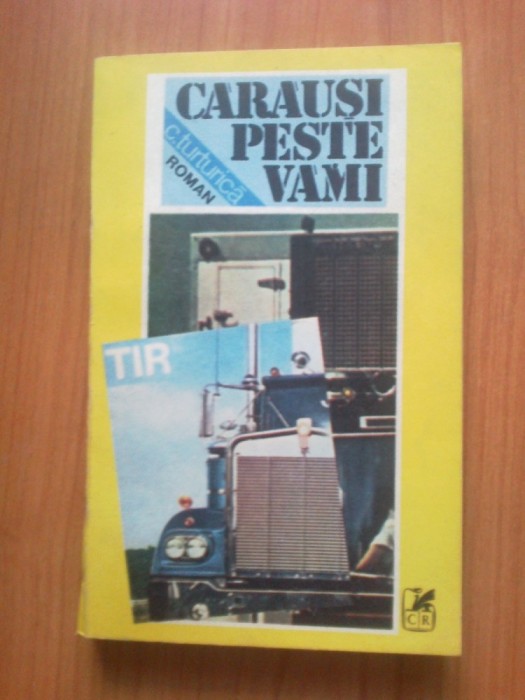 CARAUȘI
PESTE
VAMI
c.turturică
ROMAN
TIR
CR